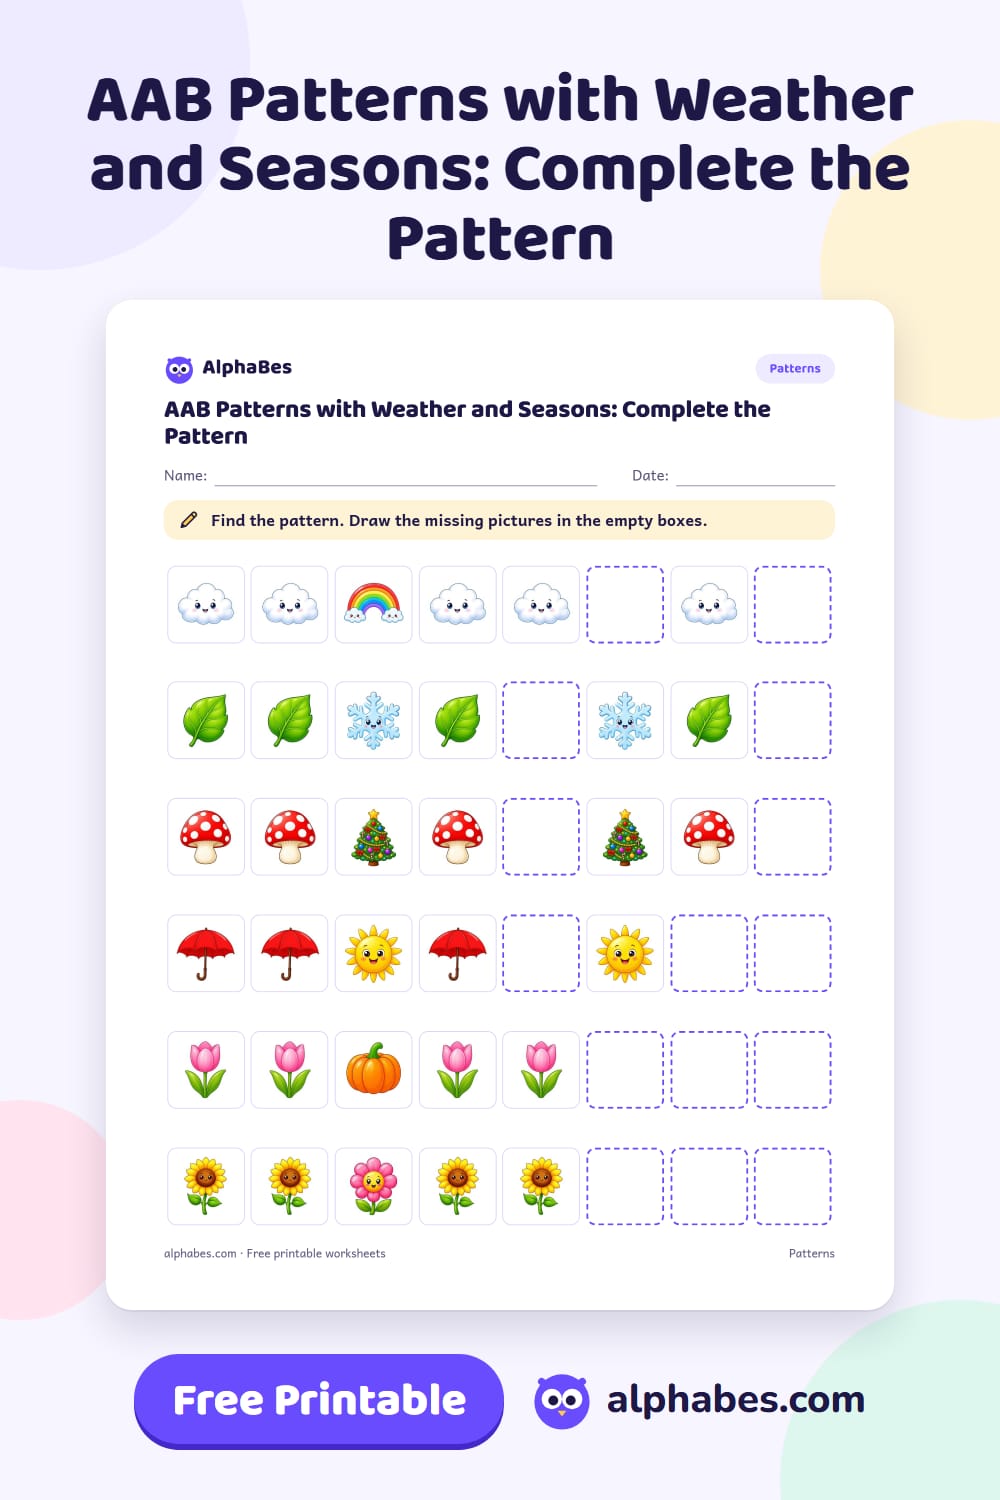 AAB Patterns with Weather
and Seasons: Complete the
Pattern
AlphaBes
Patterns
AAB Patterns with Weather and Seasons: Complete the
Pattern
Name:
Date:
Find the pattern. Draw the missing pictures in the empty boxes.
alphabes.com · Free printable worksheets
Patterns
Free Printable
alphabes.com